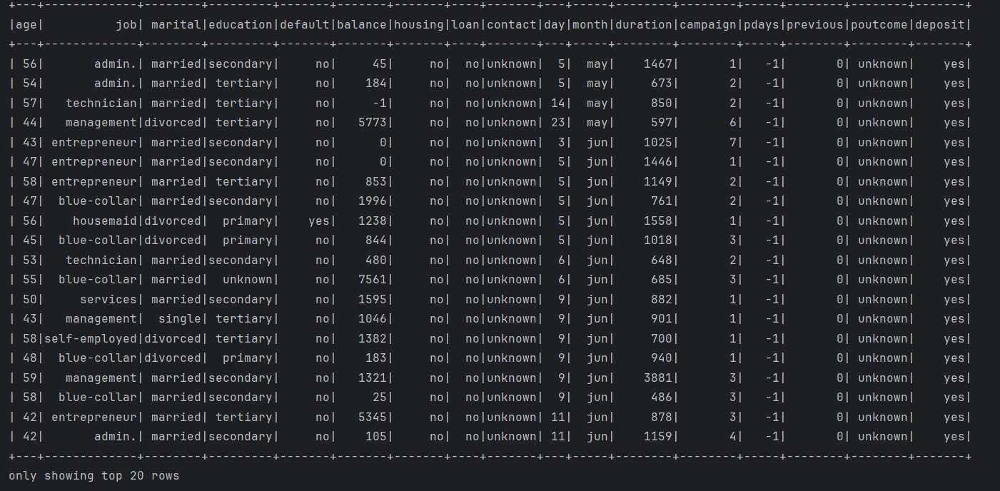 +---+-------------+--------+---------+-------+-------+-------+----+-------+---+-----+--------+--------+-----+--------+--------+-------+
|age|          job| marital|education|default|balance|housing|loan|contact|day|month|duration|campaign|pdays|previous|poutcome|deposit|
+---+-------------+--------+---------+-------+-------+-------+----+-------+---+-----+--------+--------+-----+--------+--------+-------+
| 56|       admin.| married|secondary|     no|     45|     no|  no|unknown|  5|  may|    1467|       1|   -1|       0| unknown|    yes|
| 54|       admin.| married| tertiary|     no|    184|     no|  no|unknown|  5|  may|     673|       2|   -1|       0| unknown|    yes|
| 57|   technician| married| tertiary|     no|     -1|     no|  no|unknown| 14|  may|     850|       2|   -1|       0| unknown|    yes|
| 44|   management|divorced| tertiary|     no|   5773|     no|  no|unknown| 23|  may|     597|       6|   -1|       0| unknown|    yes|
| 43| entrepreneur| married|secondary|     no|      0|     no|  no|unknown|  3|  jun|    1025|       7|   -1|       0| unknown|    yes|
| 47| entrepreneur| married|secondary|     no|      0|     no|  no|unknown|  5|  jun|    1446|       1|   -1|       0| unknown|    yes|
| 58| entrepreneur| married| tertiary|     no|    853|     no|  no|unknown|  5|  jun|    1149|       2|   -1|       0| unknown|    yes|
| 47|  blue-collar| married|secondary|     no|   1996|     no|  no|unknown|  5|  jun|     761|       2|   -1|       0| unknown|    yes|
| 56|    housemaid|divorced|  primary|    yes|   1238|     no|  no|unknown|  5|  jun|    1558|       1|   -1|       0| unknown|    yes|
| 45|  blue-collar|divorced|  primary|     no|    844|     no|  no|unknown|  5|  jun|    1018|       3|   -1|       0| unknown|    yes|
| 53|   technician| married|secondary|     no|    480|     no|  no|unknown|  6|  jun|     648|       2|   -1|       0| unknown|    yes|
| 55|  blue-collar| married|  unknown|     no|   7561|     no|  no|unknown|  6|  jun|     685|       3|   -1|       0| unknown|    yes|
| 50|     services| married|secondary|     no|   1595|     no|  no|unknown|  9|  jun|     882|       1|   -1|       0| unknown|    yes|
| 43|   management|  single| tertiary|     no|   1046|     no|  no|unknown|  9|  jun|     901|       1|   -1|       0| unknown|    yes|
| 58|self-employed|divorced| tertiary|     no|   1382|     no|  no|unknown|  9|  jun|     700|       1|   -1|       0| unknown|    yes|
| 48|  blue-collar|divorced|  primary|     no|    183|     no|  no|unknown|  9|  jun|     940|       1|   -1|       0| unknown|    yes|
| 59|   management| married|secondary|     no|   1321|     no|  no|unknown|  9|  jun|    3881|       3|   -1|       0| unknown|    yes|
| 58|  blue-collar| married|secondary|     no|     25|     no|  no|unknown|  9|  jun|     486|       3|   -1|       0| unknown|    yes|
| 42| entrepreneur| married| tertiary|     no|   5345|     no|  no|unknown| 11|  jun|     878|       3|   -1|       0| unknown|    yes|
| 42|       admin.| married|secondary|     no|    105|     no|  no|unknown| 11|  jun|    1159|       4|   -1|       0| unknown|    yes|
+---+-------------+--------+---------+-------+-------+-------+----+-------+---+-----+--------+--------+-----+--------+--------+-------+
only showing top 20 rows